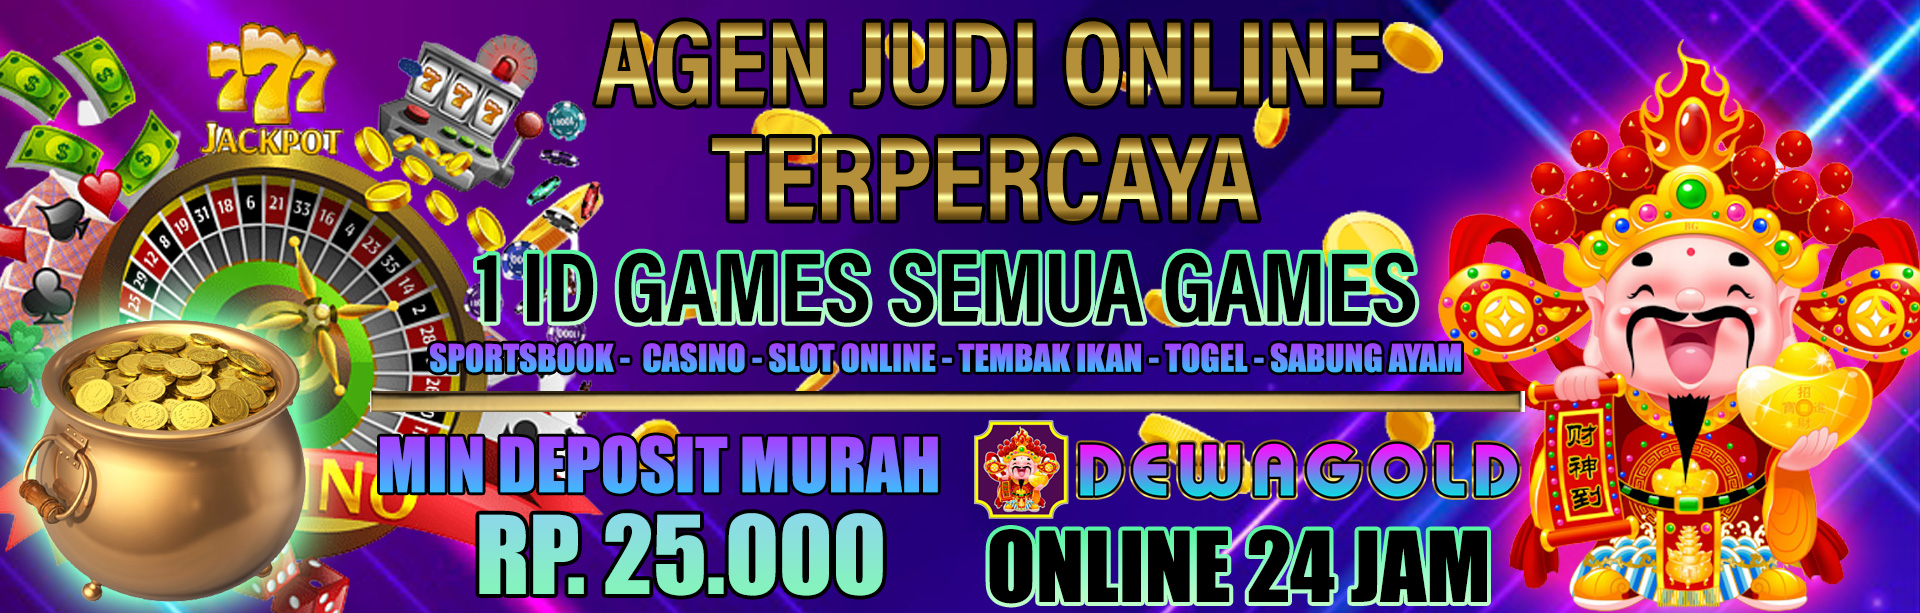 777
JACKPOT
AGEN JUDI ONLINE
TERPERCAYA
1 ID GAMES SEMUA GAMES
SPORTSBOOK - CASINO - SLOT ONLINE - TEMBAK IKAN - TOGEL - SABUNG AYAM
MIN DEPOSIT MURAH
RP. 25.000
DEWAGOLD
ONLINE 24 JAM
财神到